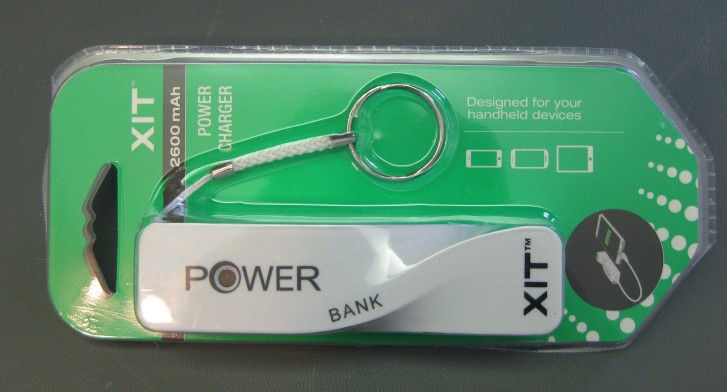 XIT™
2600 mAh
POWER
CHARGER
Designed for your
handheld devices
POWER
BANK
XIT™